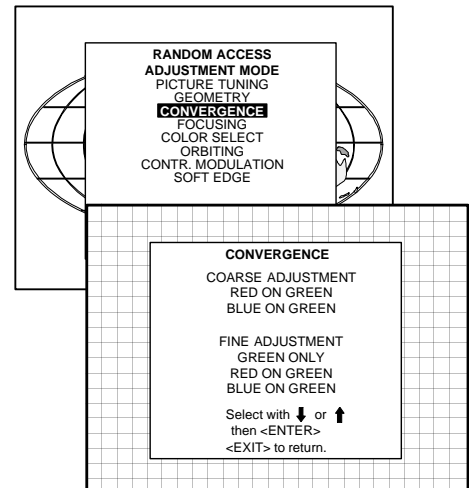 RANDOM ACCESS
ADJUSTMENT MODE
PICTURE TUNING
GEOMETRY
CONVERGENCE
FOCUSING
COLOR SELECT
ORBITING
CONTR. MODULATION
SOFT EDGE
CONVERGENCE
COARSE ADJUSTMENT
RED ON GREEN
BLUE ON GREEN
FINE ADJUSTMENT
GREEN ONLY
RED ON GREEN
BLUE ON GREEN
Select with ⬇ or ⬆
then <ENTER>
<EXIT> to return.